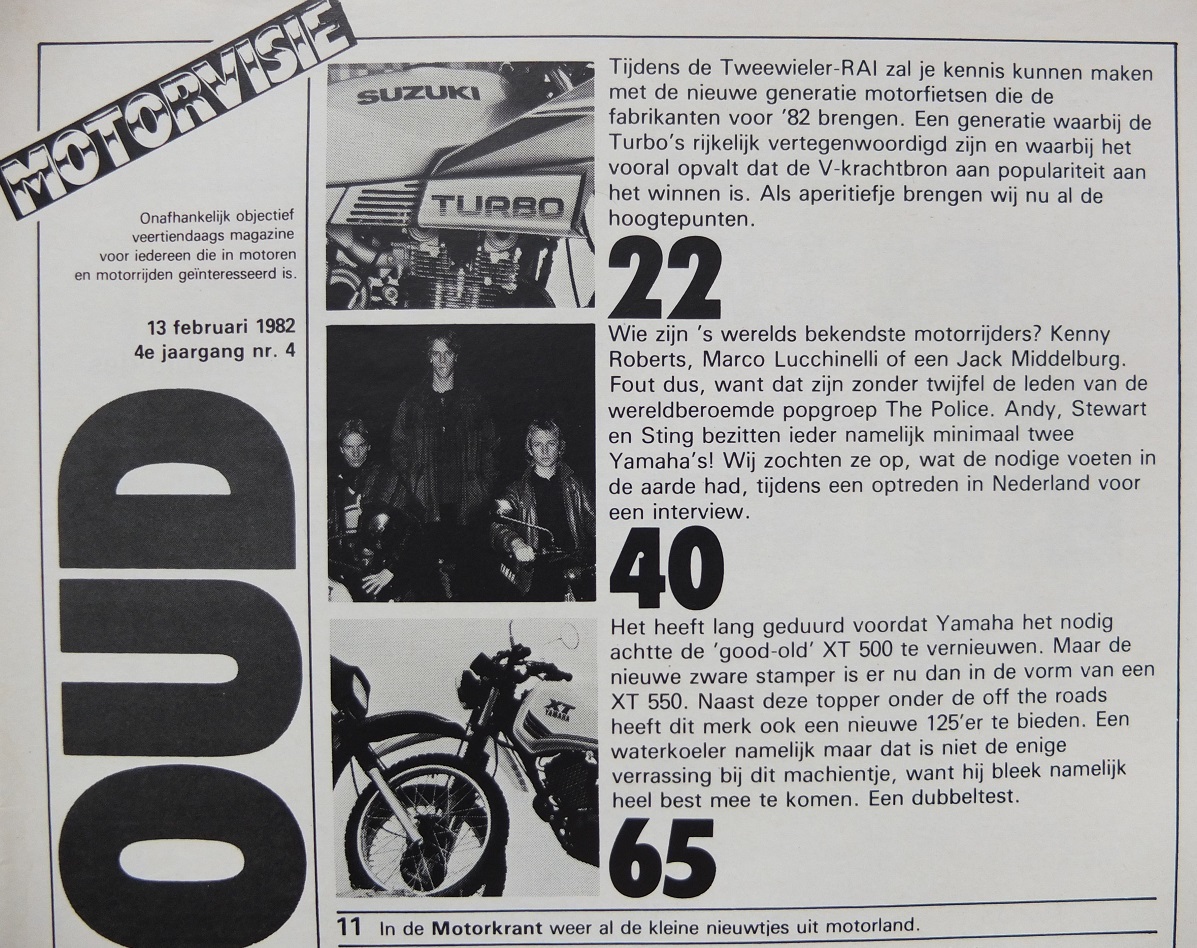 MOTORVISIE
Onafhankelijk objectief
veertiendaags magazine
voor iedereen die in motoren
en motorrijden geïnteresseerd is.
13 februari 1982
4e jaargang nr. 4
OUD
SUZUKI
TURBO
Tijdens de Tweewieler-RAI zal je kennis kunnen maken
met de nieuwe generatie motorfietsen die de
fabrikanten voor '82 brengen. Een generatie waarbij de
Turbo's rijkelijk vertegenwoordigd zijn en waarbij het
vooral opvalt dat de V-krachtbron aan populariteit aan
het winnen is. Als aperitiefje brengen wij nu al de
hoogtepunten.
22
Wie zijn 's werelds bekendste motorrijders? Kenny
Roberts, Marco Lucchinelli of een Jack Middelburg.
Fout dus, want dat zijn zonder twijfel de leden van de
wereldberoemde popgroep The Police. Andy, Stewart
en Sting bezitten ieder namelijk minimaal twee
Yamaha's! Wij zochten ze op, wat de nodige voeten in
de aarde had, tijdens een optreden in Nederland voor
een interview.
40
XT
YAMAHA
Het heeft lang geduurd voordat Yamaha het nodig
achtte de 'good-old' XT 500 te vernieuwen. Maar de
nieuwe zware stamper is er nu dan in de vorm van een
XT 550. Naast deze topper onder de off the roads
heeft dit merk ook een nieuwe 125'er te bieden. Een
waterkoeler namelijk maar dat is niet de enige
verrassing bij dit machientje, want hij bleek namelijk
heel best mee te komen. Een dubbeltest.
65
11 In de Motorkrant weer al de kleine nieuwtjes uit motorland.